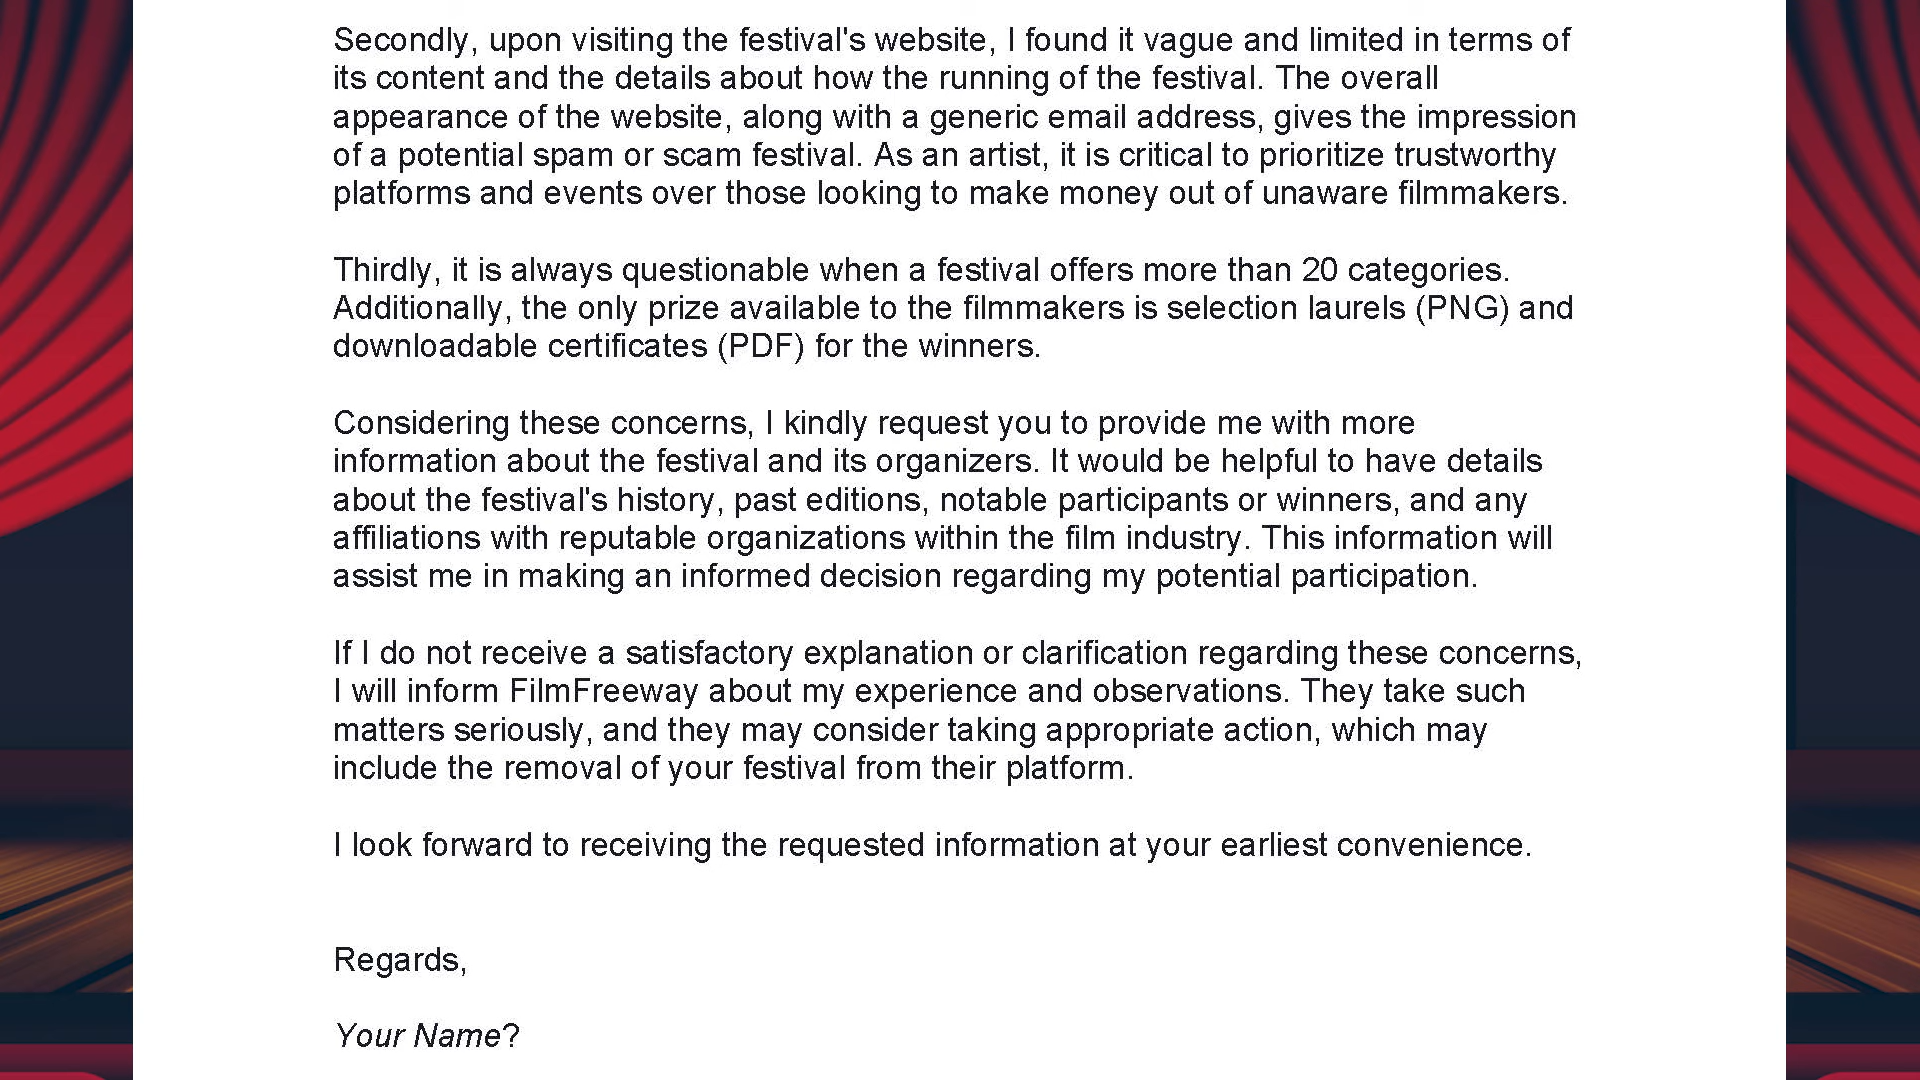 Secondly, upon visiting the festival's website, I found it vague and limited in terms of
its content and the details about how the running of the festival. The overall
appearance of the website, along with a generic email address, gives the impression
of a potential spam or scam festival. As an artist, it is critical to prioritize trustworthy
platforms and events over those looking to make money out of unaware filmmakers.
Thirdly, it is always questionable when a festival offers more than 20 categories.
Additionally, the only prize available to the filmmakers is selection laurels (PNG) and
downloadable certificates (PDF) for the winners.
Considering these concerns, I kindly request you to provide me with more
information about the festival and its organizers. It would be helpful to have details
about the festival's history, past editions, notable participants or winners, and any
affiliations with reputable organizations within the film industry. This information will
assist me in making an informed decision regarding my potential participation.
If I do not receive a satisfactory explanation or clarification regarding these concerns,
I will inform FilmFreeway about my experience and observations. They take such
matters seriously, and they may consider taking appropriate action, which may
include the removal of your festival from their platform.
I look forward to receiving the requested information at your earliest convenience.
Regards,
Your Name?